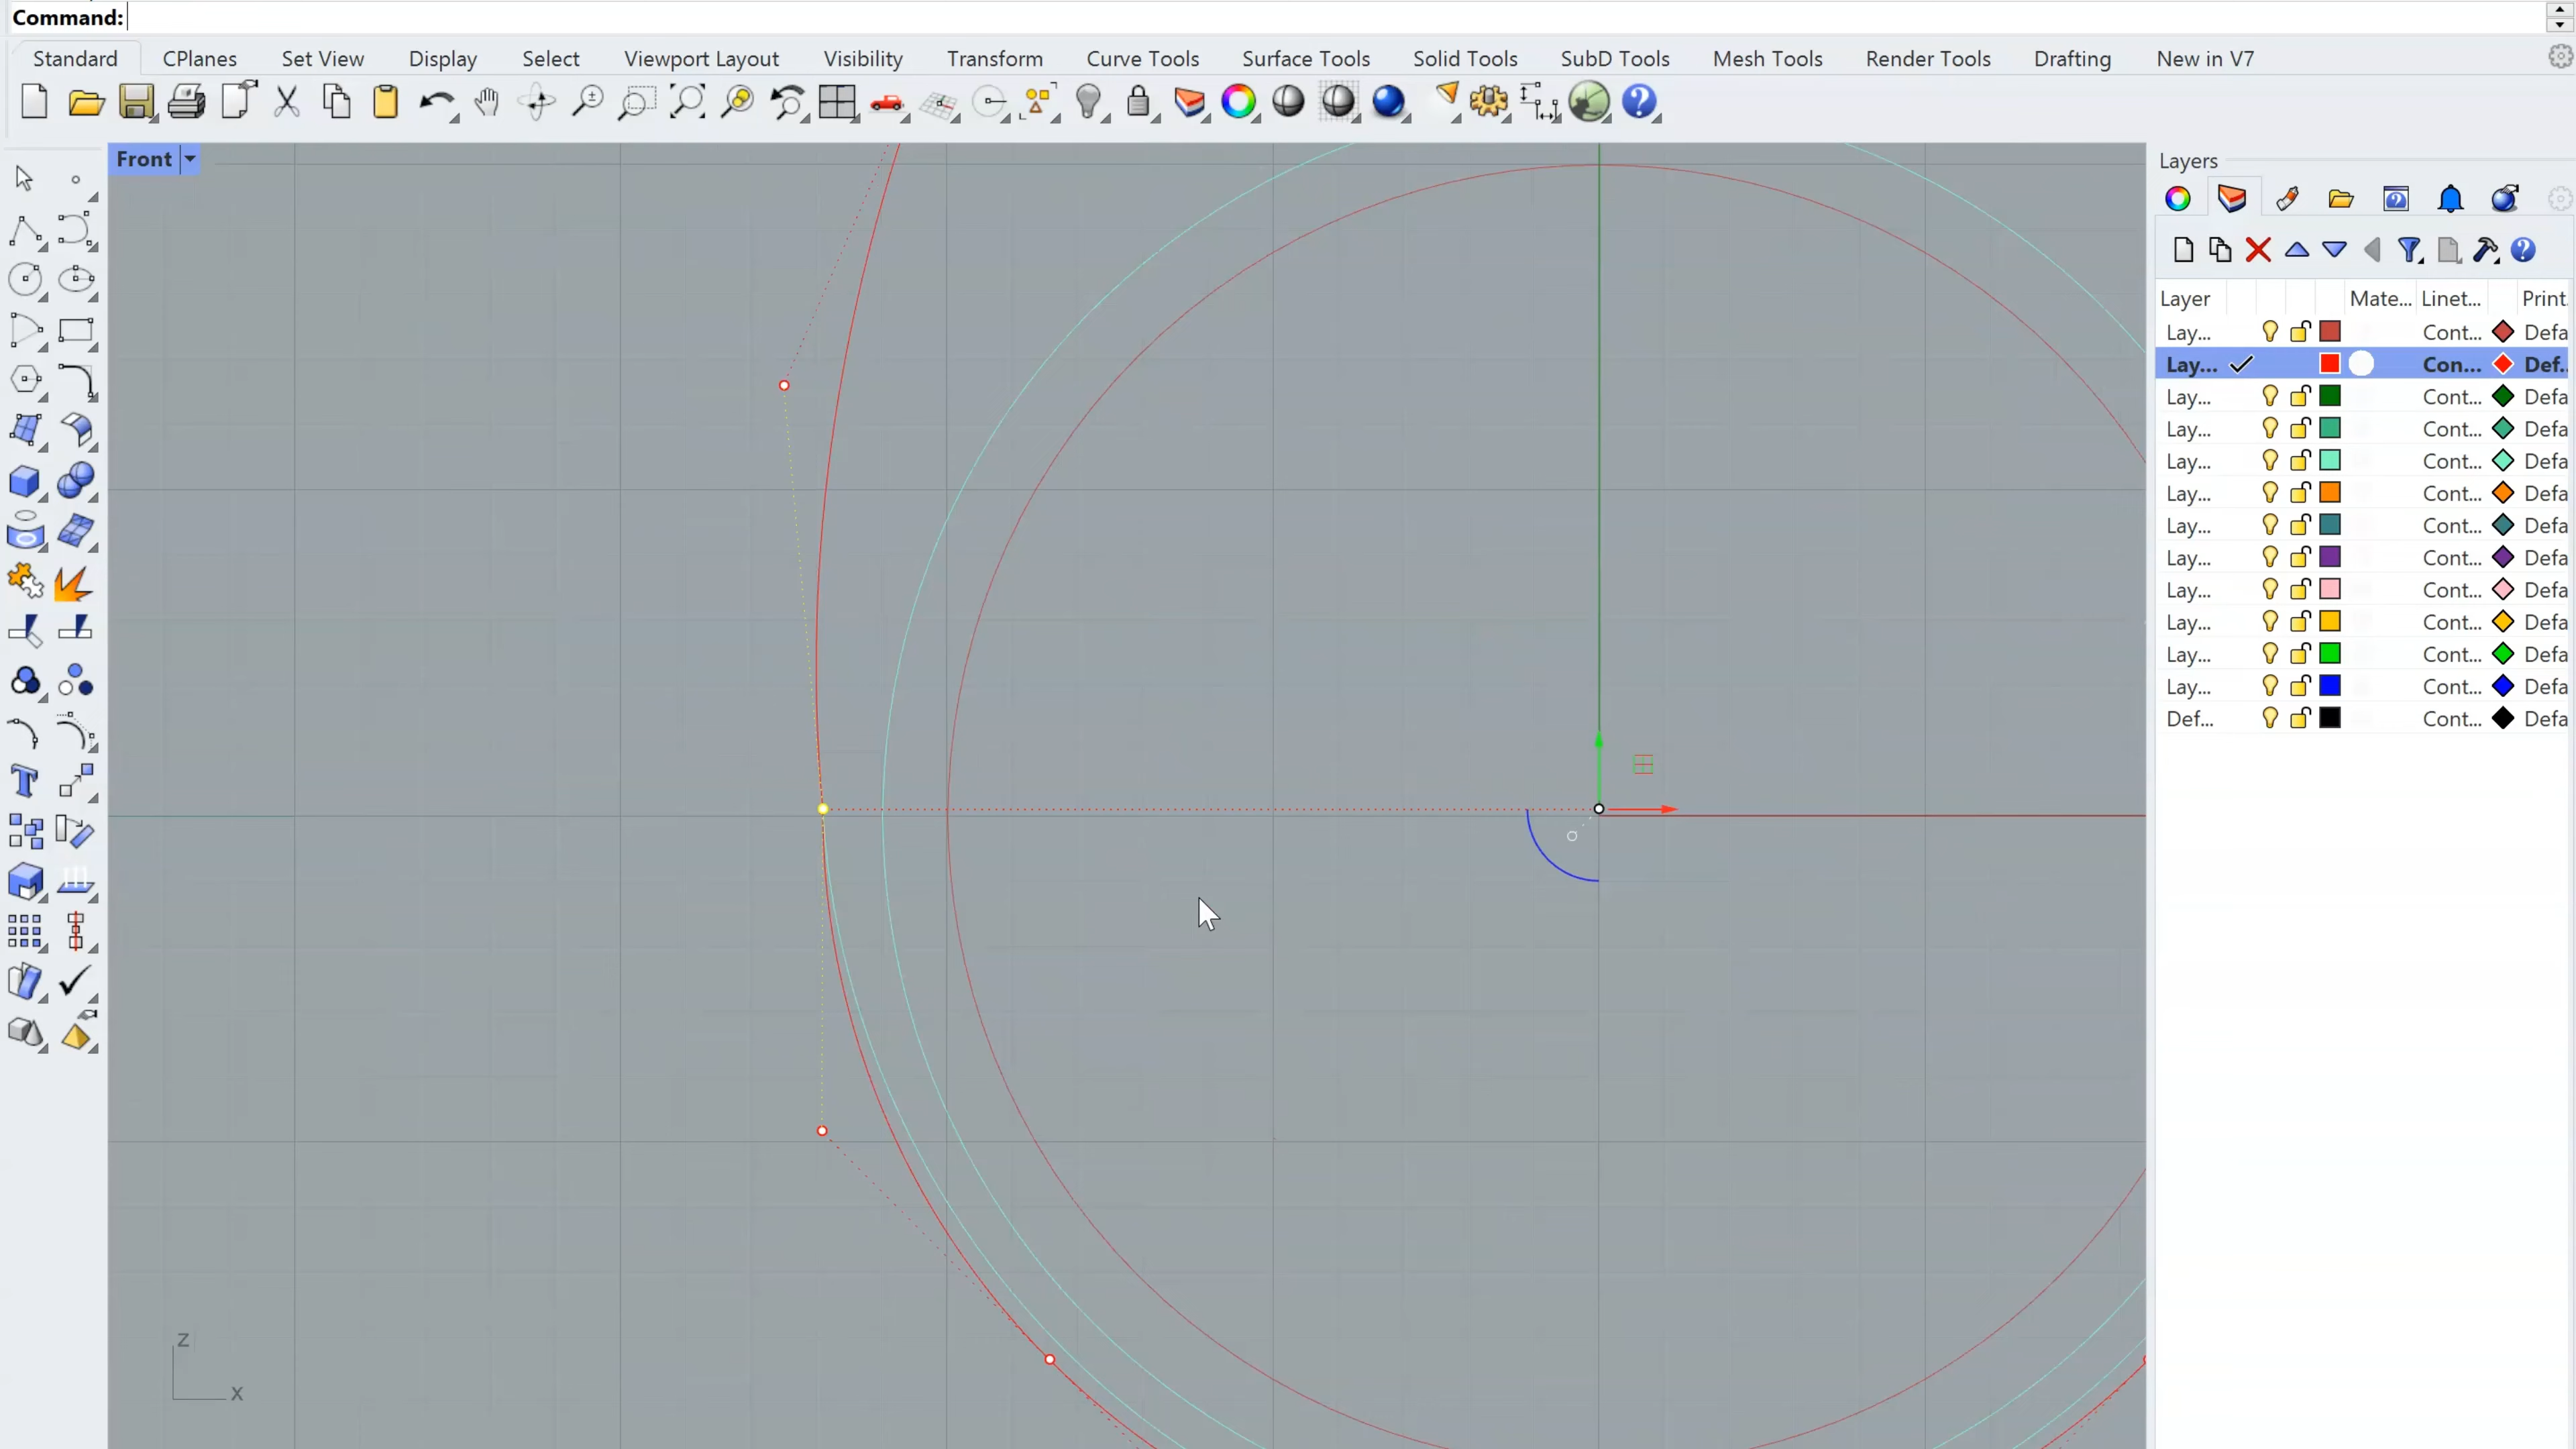 Command:
Standard CPlanes Set View Display Select Viewport Layout Visibility Transform Curve Tools Surface Tools Solid Tools SubD Tools Mesh Tools Render Tools Drafting New in V7
Front
Layers
Layer Mate... Linet... Print
Lay... Cont... Defa
Lay... Con... Def..
Lay... Cont... Defa
Lay... Cont... Defa
Lay... Cont... Defa
Lay... Cont... Defa
Lay... Cont... Defa
Lay... Cont... Defa
Lay... Cont... Defa
Lay... Cont... Defa
Lay... Cont... Defa
Lay... Cont... Defa
Def... Cont... Defa
z
x